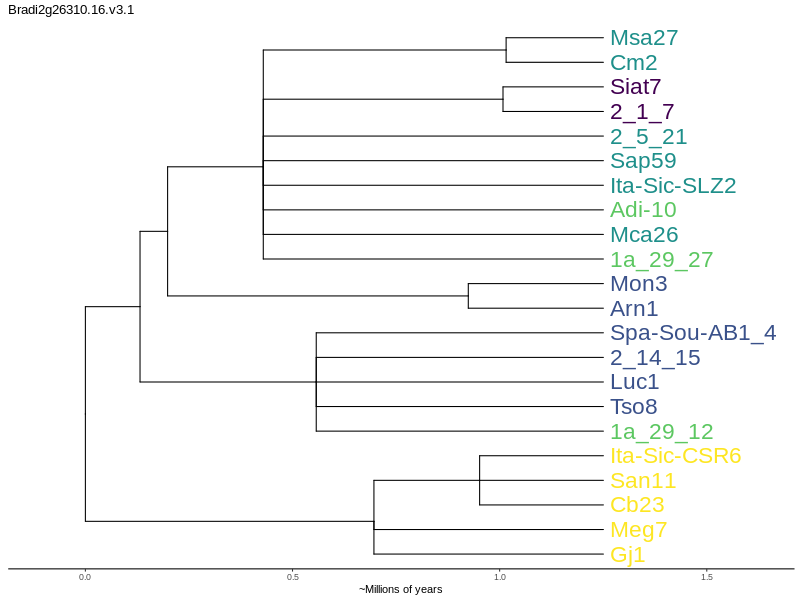 Bradi2g26310.16.v3.1
Msa27
Cm2
Siat7
2_1_7
2_5_21
Sap59
Ita-Sic-SLZ2
Adi-10
Mca26
1a_29_27
Mon3
Arn1
Spa-Sou-AB1_4
2_14_15
Luc1
Tso8
1a_29_12
Ita-Sic-CSR6
San11
Cb23
Meg7
Gj1
0.0 0.5 1.0 1.5
~Millions of years